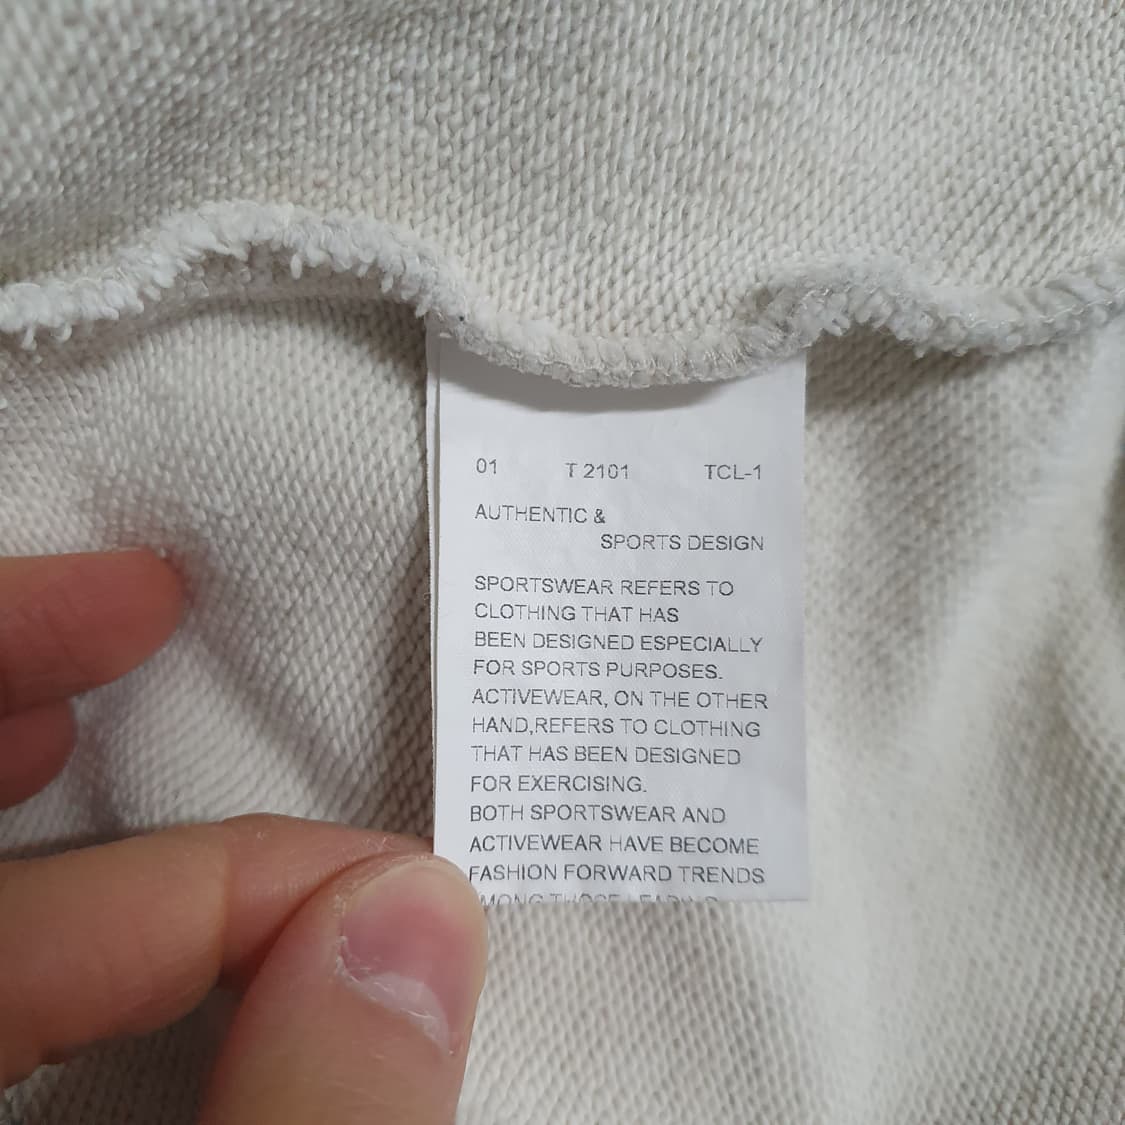 01 T 2101 TCL-1
AUTHENTIC &
SPORTS DESIGN
SPORTSWEAR REFERS TO
CLOTHING THAT HAS
BEEN DESIGNED ESPECIALLY
FOR SPORTS PURPOSES.
ACTIVEWEAR, ON THE OTHER
HAND,REFERS TO CLOTHING
THAT HAS BEEN DESIGNED
FOR EXERCISING.
BOTH SPORTSWEAR AND
ACTIVEWEAR HAVE BECOME
FASHION FORWARD TRENDS